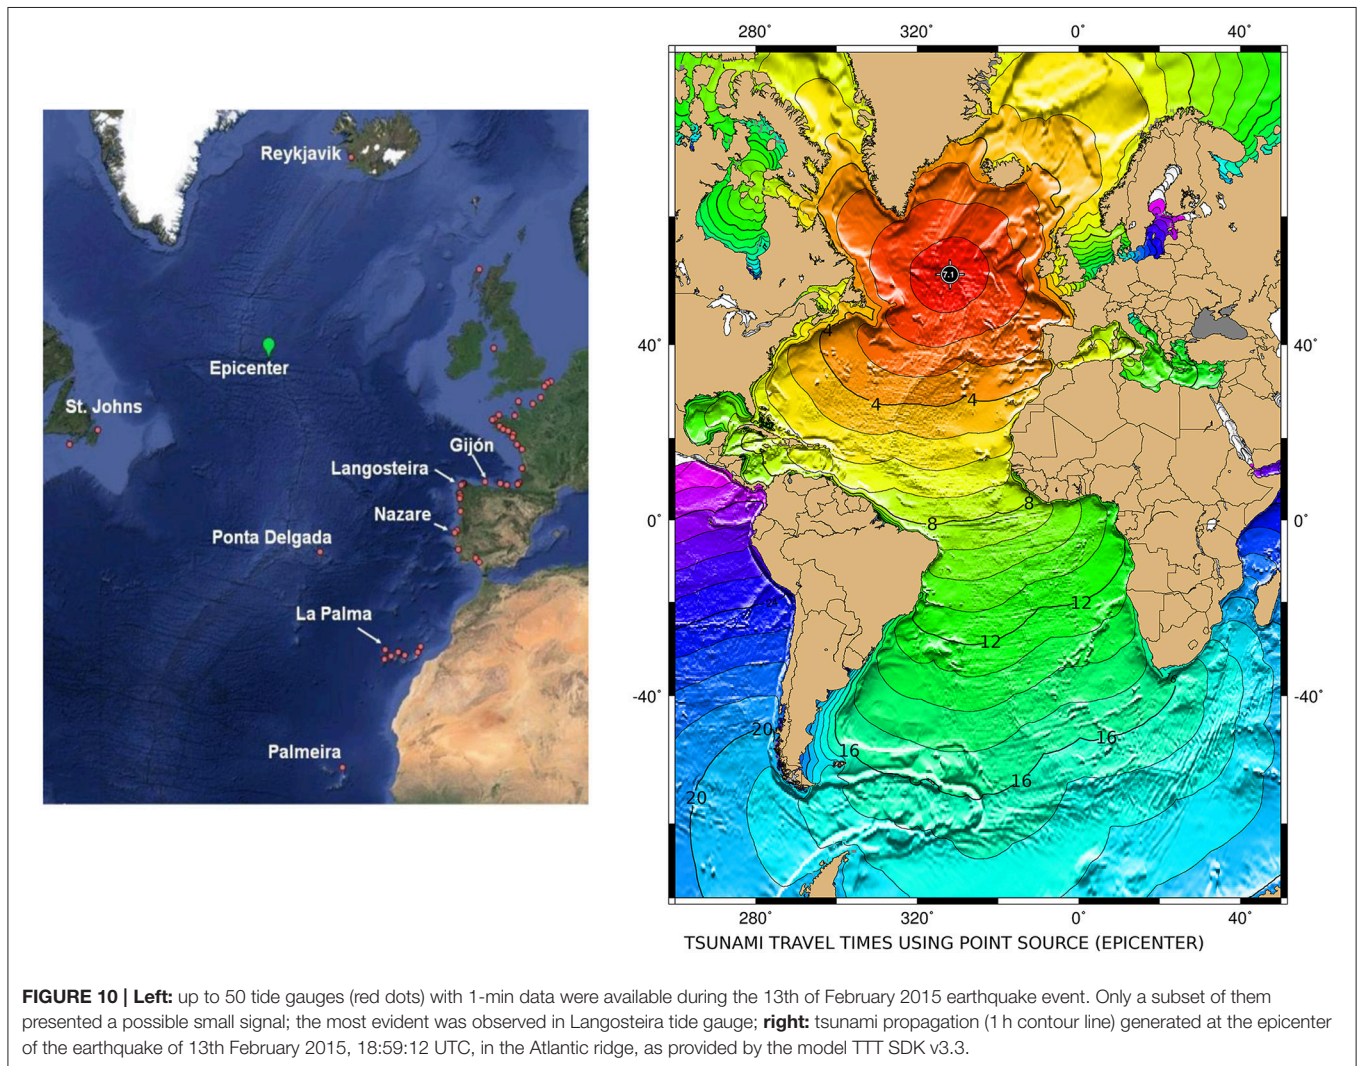 Reykjavik
Epicenter
St. Johns
Gijón
Langosteira
Nazare
Ponta Delgada
La Palma
Palmeira
280° 320° 0° 40°
7.1
4
40° 40°
4 4
8 8
0° 0°
12
12
-40° -40°
20 16 16
16
20
280° 320° 0° 40°
TSUNAMI TRAVEL TIMES USING POINT SOURCE (EPICENTER)
FIGURE 10 | Left: up to 50 tide gauges (red dots) with 1-min data were available during the 13th of February 2015 earthquake event. Only a subset of them
presented a possible small signal; the most evident was observed in Langosteira tide gauge; right: tsunami propagation (1 h contour line) generated at the epicenter
of the earthquake of 13th February 2015, 18:59:12 UTC, in the Atlantic ridge, as provided by the model TTT SDK v3.3.